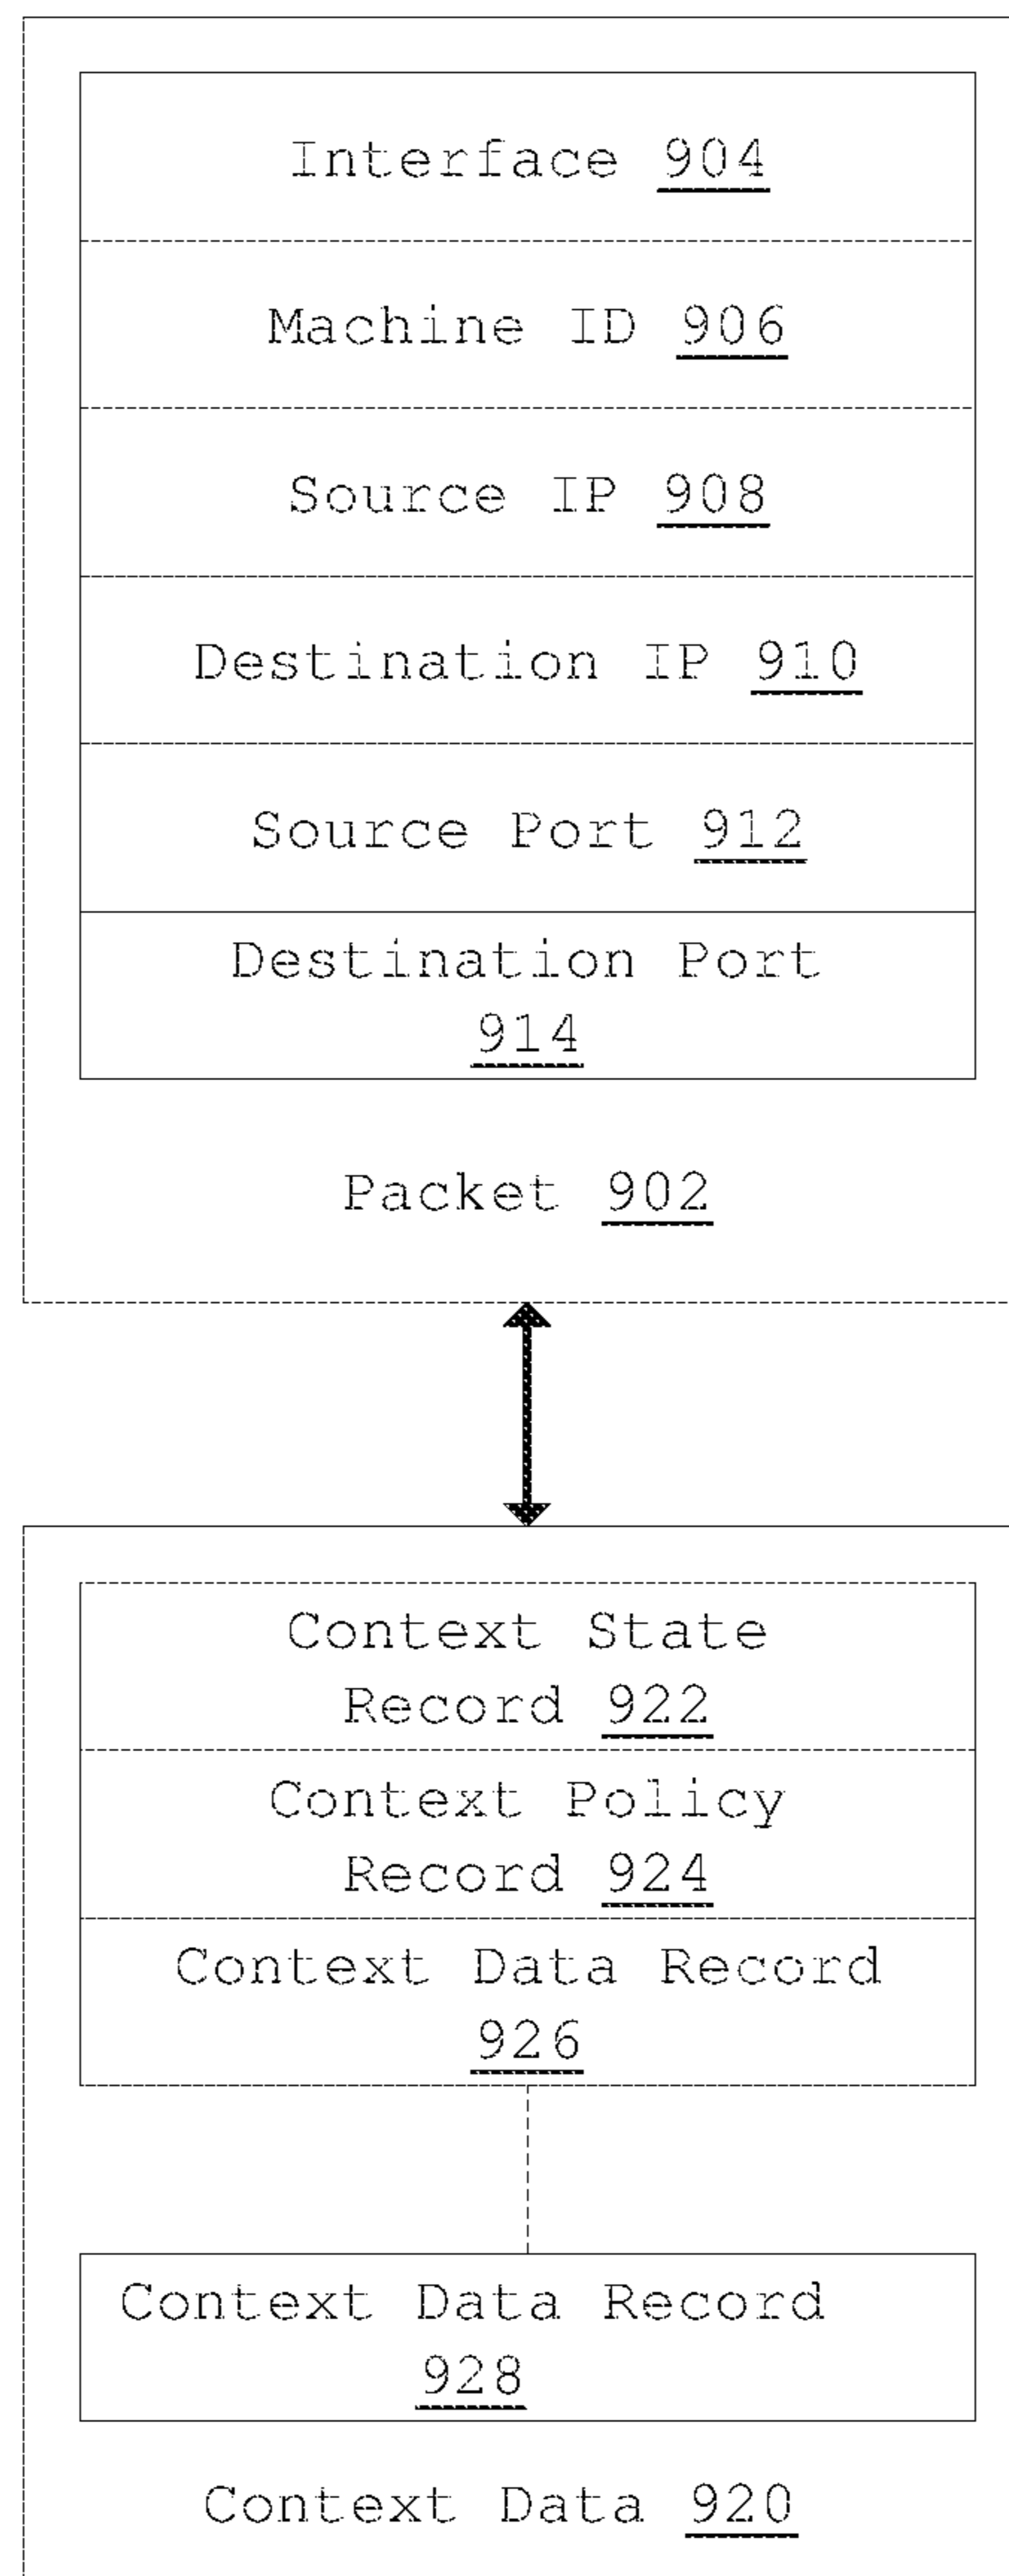 Interface 904
Machine ID 906
Source IP 908
Destination IP 910
Source Port 912
Destination Port
914
Packet 902
Context State
Record 922
Context Policy
Record 924
Context Data Record
926
Context Data Record
928
Context Data 920